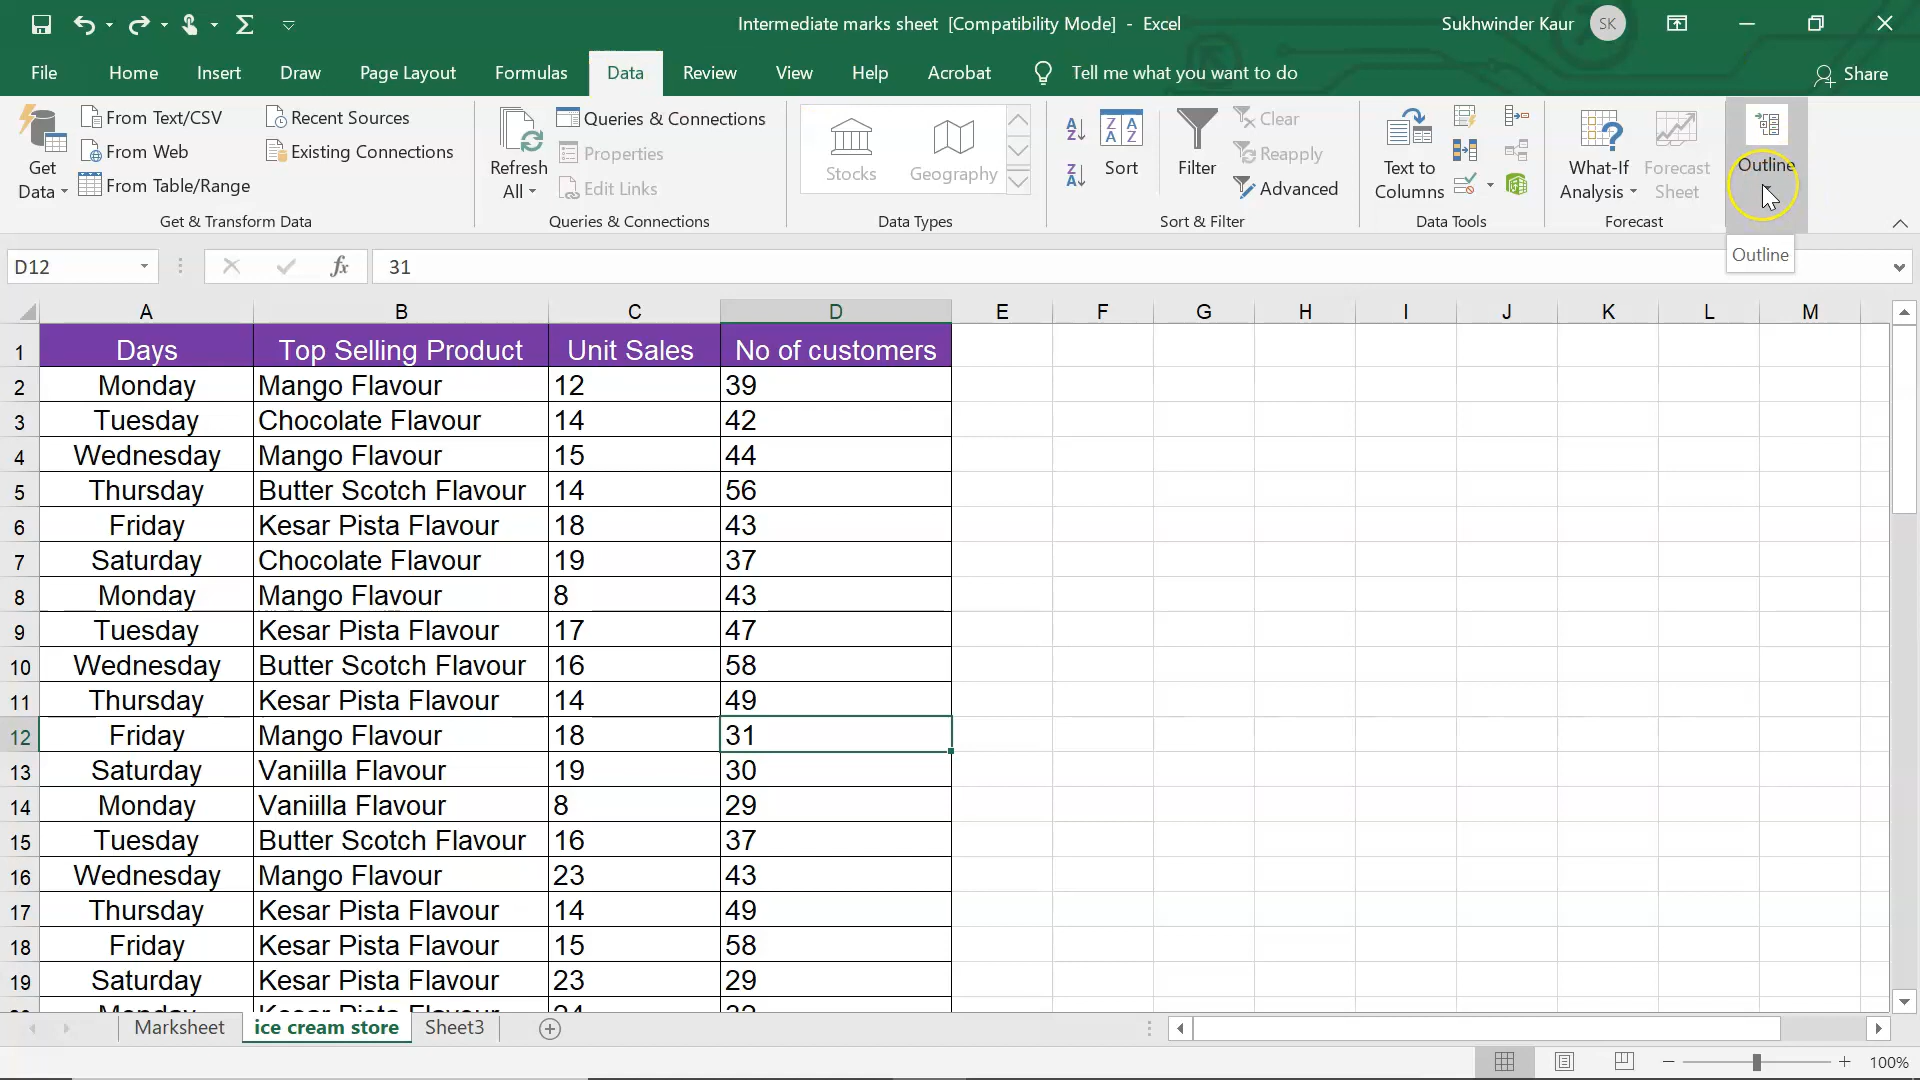 Intermediate marks sheet [Compatibility Mode] - Excel
Sukhwinder Kaur SK
File Home Insert Draw Page Layout Formulas Data Review View Help Acrobat Tell me what you want to do Share
Get Data
From Text/CSV
From Web
From Table/Range
Recent Sources
Existing Connections
Get & Transform Data
Refresh All
Queries & Connections
Properties
Edit Links
Queries & Connections
Stocks Geography
Data Types
Sort
Filter
Clear
Reapply
Advanced
Sort & Filter
Text to Columns
Data Tools
What-If Analysis
Forecast Sheet
Forecast
Outline
Outline
D12 fx 31
A B C D E F G H I J K L M
1 Days Top Selling Product Unit Sales No of customers
2 Monday Mango Flavour 12 39
3 Tuesday Chocolate Flavour 14 42
4 Wednesday Mango Flavour 15 44
5 Thursday Butter Scotch Flavour 14 56
6 Friday Kesar Pista Flavour 18 43
7 Saturday Chocolate Flavour 19 37
8 Monday Mango Flavour 8 43
9 Tuesday Kesar Pista Flavour 17 47
10 Wednesday Butter Scotch Flavour 16 58
11 Thursday Kesar Pista Flavour 14 49
12 Friday Mango Flavour 18 31
13 Saturday Vaniilla Flavour 19 30
14 Monday Vaniilla Flavour 8 29
15 Tuesday Butter Scotch Flavour 16 37
16 Wednesday Mango Flavour 23 43
17 Thursday Kesar Pista Flavour 14 49
18 Friday Kesar Pista Flavour 15 58
19 Saturday Kesar Pista Flavour 23 29
Marksheet ice cream store Sheet3
100%